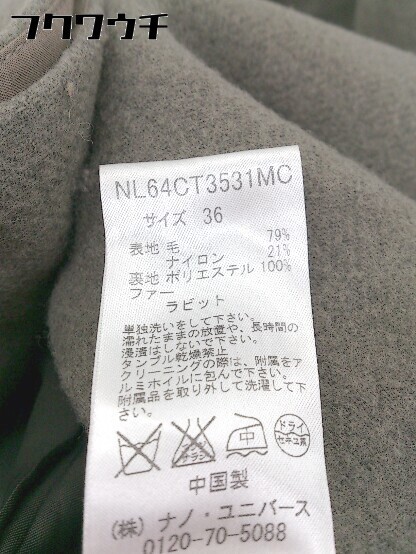 フクワウチ
NL64CT3531MC
サイズ 36
表地 毛 79%
ナイロン 21%
裏地 ポリエステル 100%
ファー
ラビット
単独洗いをして下さい。
濡れたままの放置や、長時間の
浸漬はしないで下さい。
タンブル乾燥禁止
クリーニングの際は、附属をア
ルミホイルに包んで下さい。
附属品を取り外して洗濯して下
さい。
エンソ
サラシ
中
ドライ
セキユ系
中国製
(株) ナノ・ユニバース
0120-70-5088